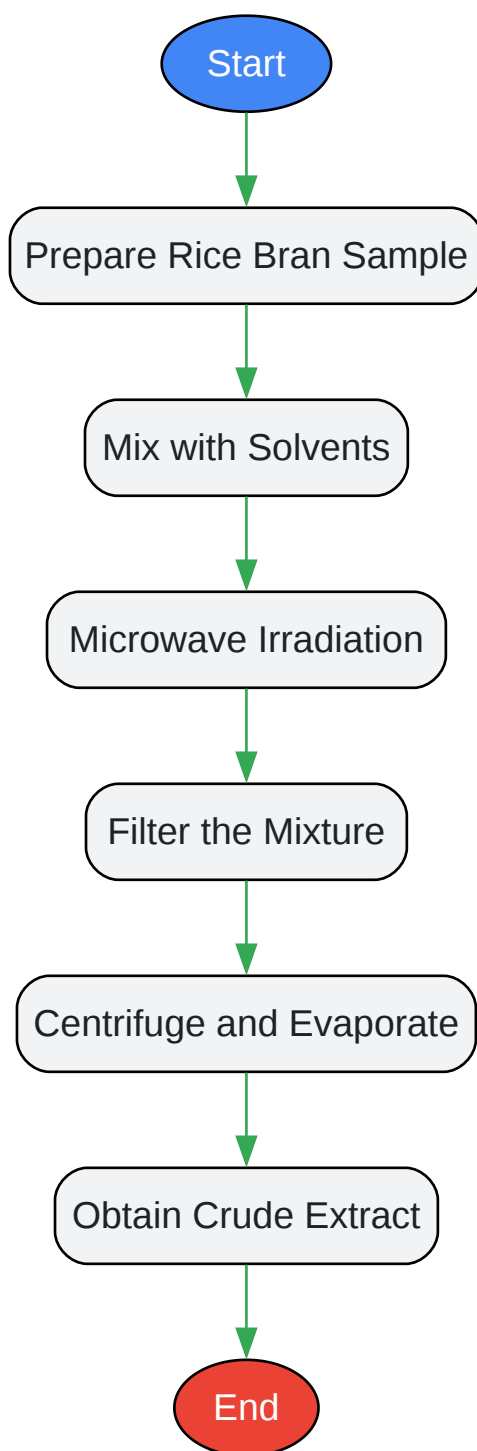 Start
Prepare Rice Bran Sample
Mix with Solvents
Microwave Irradiation
Filter the Mixture
Centrifuge and Evaporate
Obtain Crude Extract
End